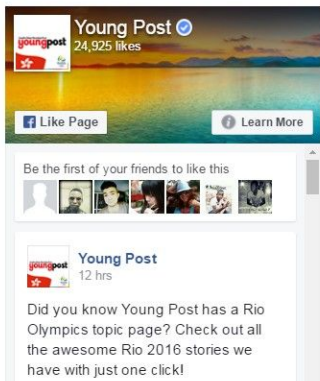 youngpost
Young Post
24,925 likes
Like Page
Learn More
Be the first of your friends to like this
youngpost
Young Post
12 hrs
Did you know Young Post has a Rio
Olympics topic page? Check out all
the awesome Rio 2016 stories we
have with just one click!